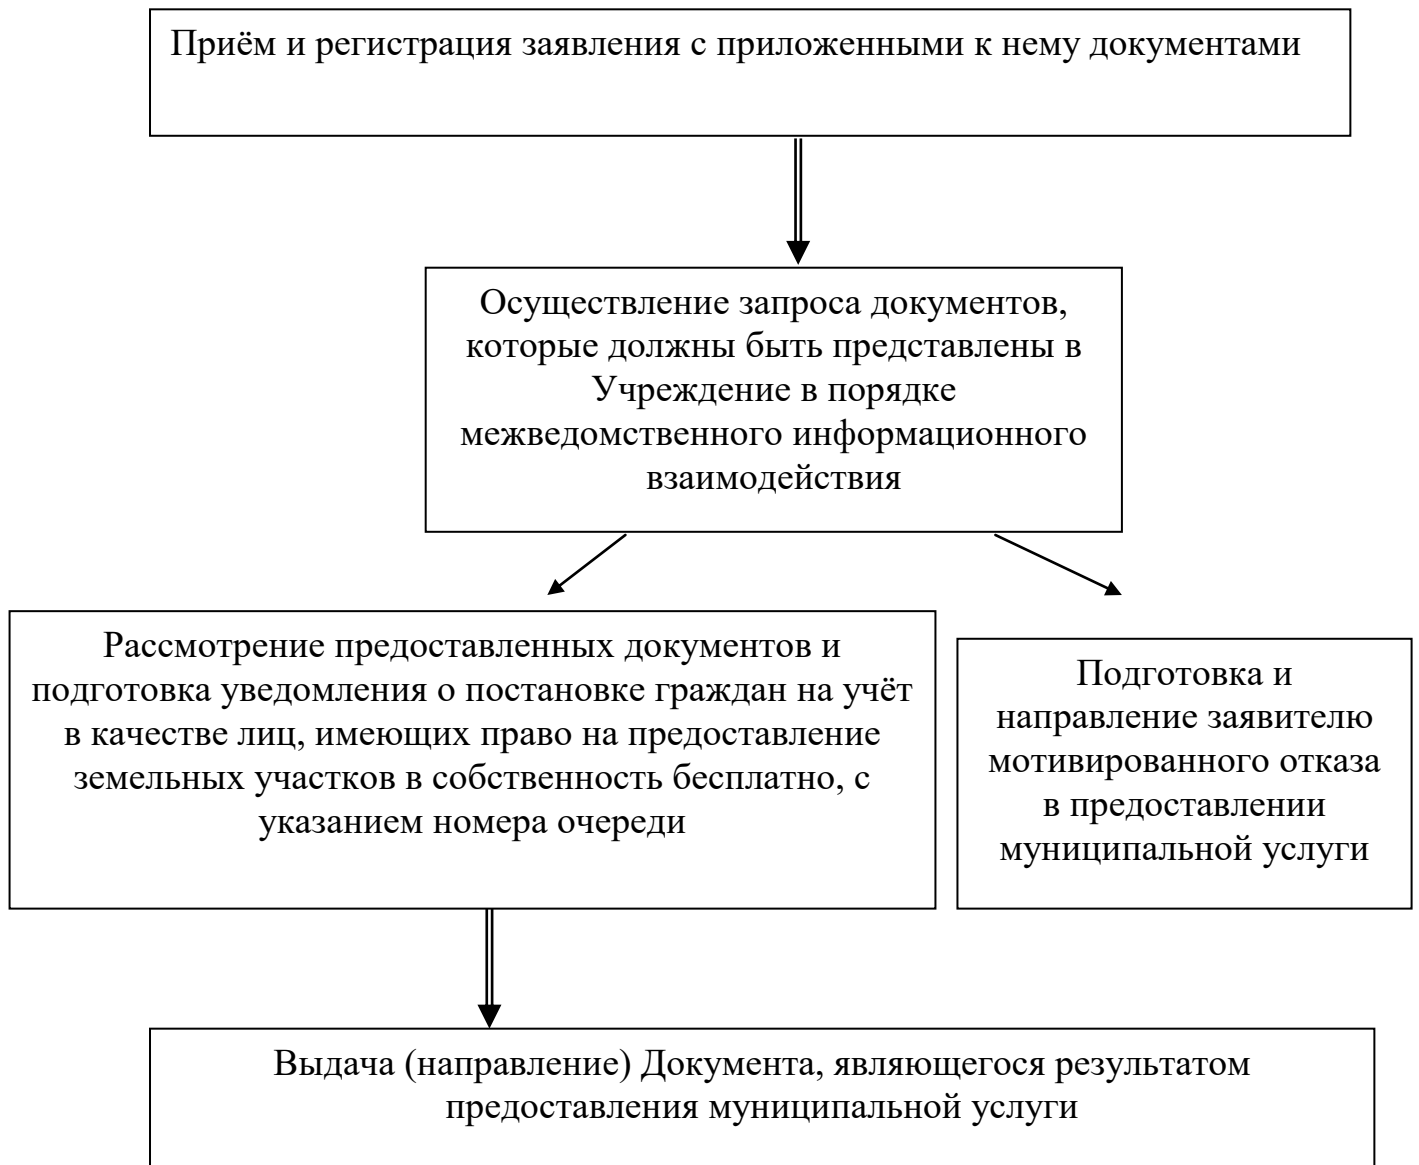 Приём и регистрация заявления с приложенными к нему документами
Осуществление запроса документов,
которые должны быть представлены в
Учреждение в порядке
межведомственного информационного
взаимодействия
Рассмотрение предоставленных документов и
подготовка уведомления о постановке граждан на учёт
в качестве лиц, имеющих право на предоставление
земельных участков в собственность бесплатно, с
указанием номера очереди
Подготовка и
направление заявителю
мотивированного отказа
в предоставлении
муниципальной услуги
Выдача (направление) Документа, являющегося результатом
предоставления муниципальной услуги